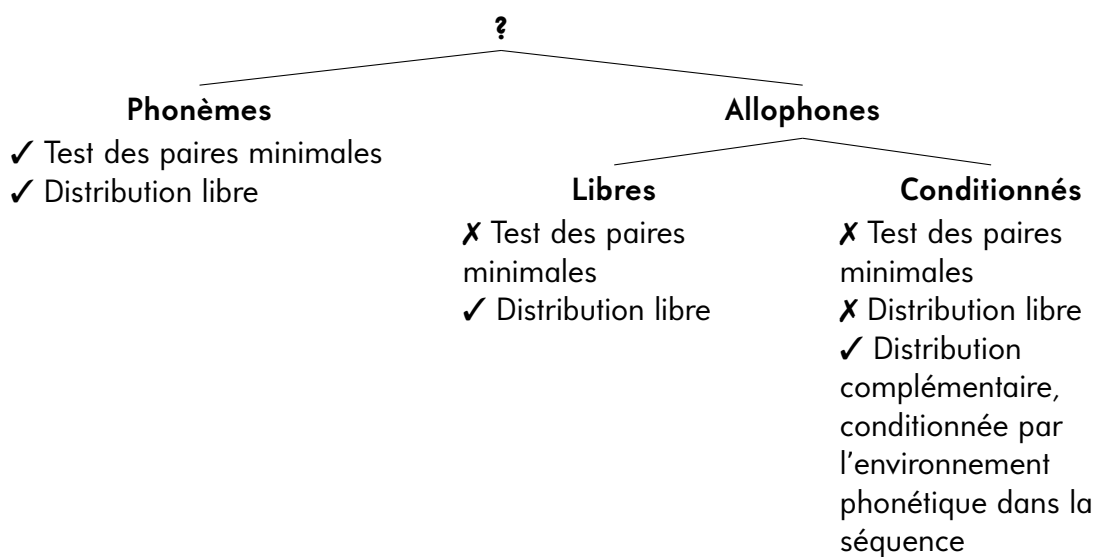 ?
Phonèmes
✓ Test des paires minimales
✓ Distribution libre
Allophones
Libres
✗ Test des paires
minimales
✓ Distribution libre
Conditionnés
✗ Test des paires
minimales
✗ Distribution libre
✓ Distribution
complémentaire,
conditionnée par
l'environnement
phonétique dans la
séquence